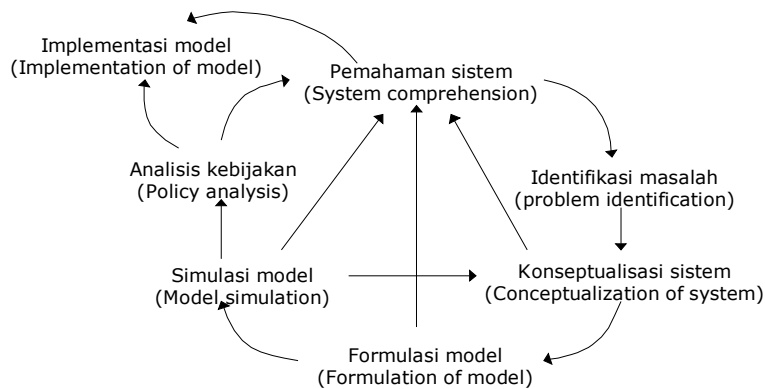 Implementasi model
(Implementation of model)
Pemahaman sistem
(System comprehension)
Analisis kebijakan
(Policy analysis)
Identifikasi masalah
(problem identification)
Simulasi model
(Model simulation)
Konseptualisasi sistem
(Conceptualization of system)
Formulasi model
(Formulation of model)